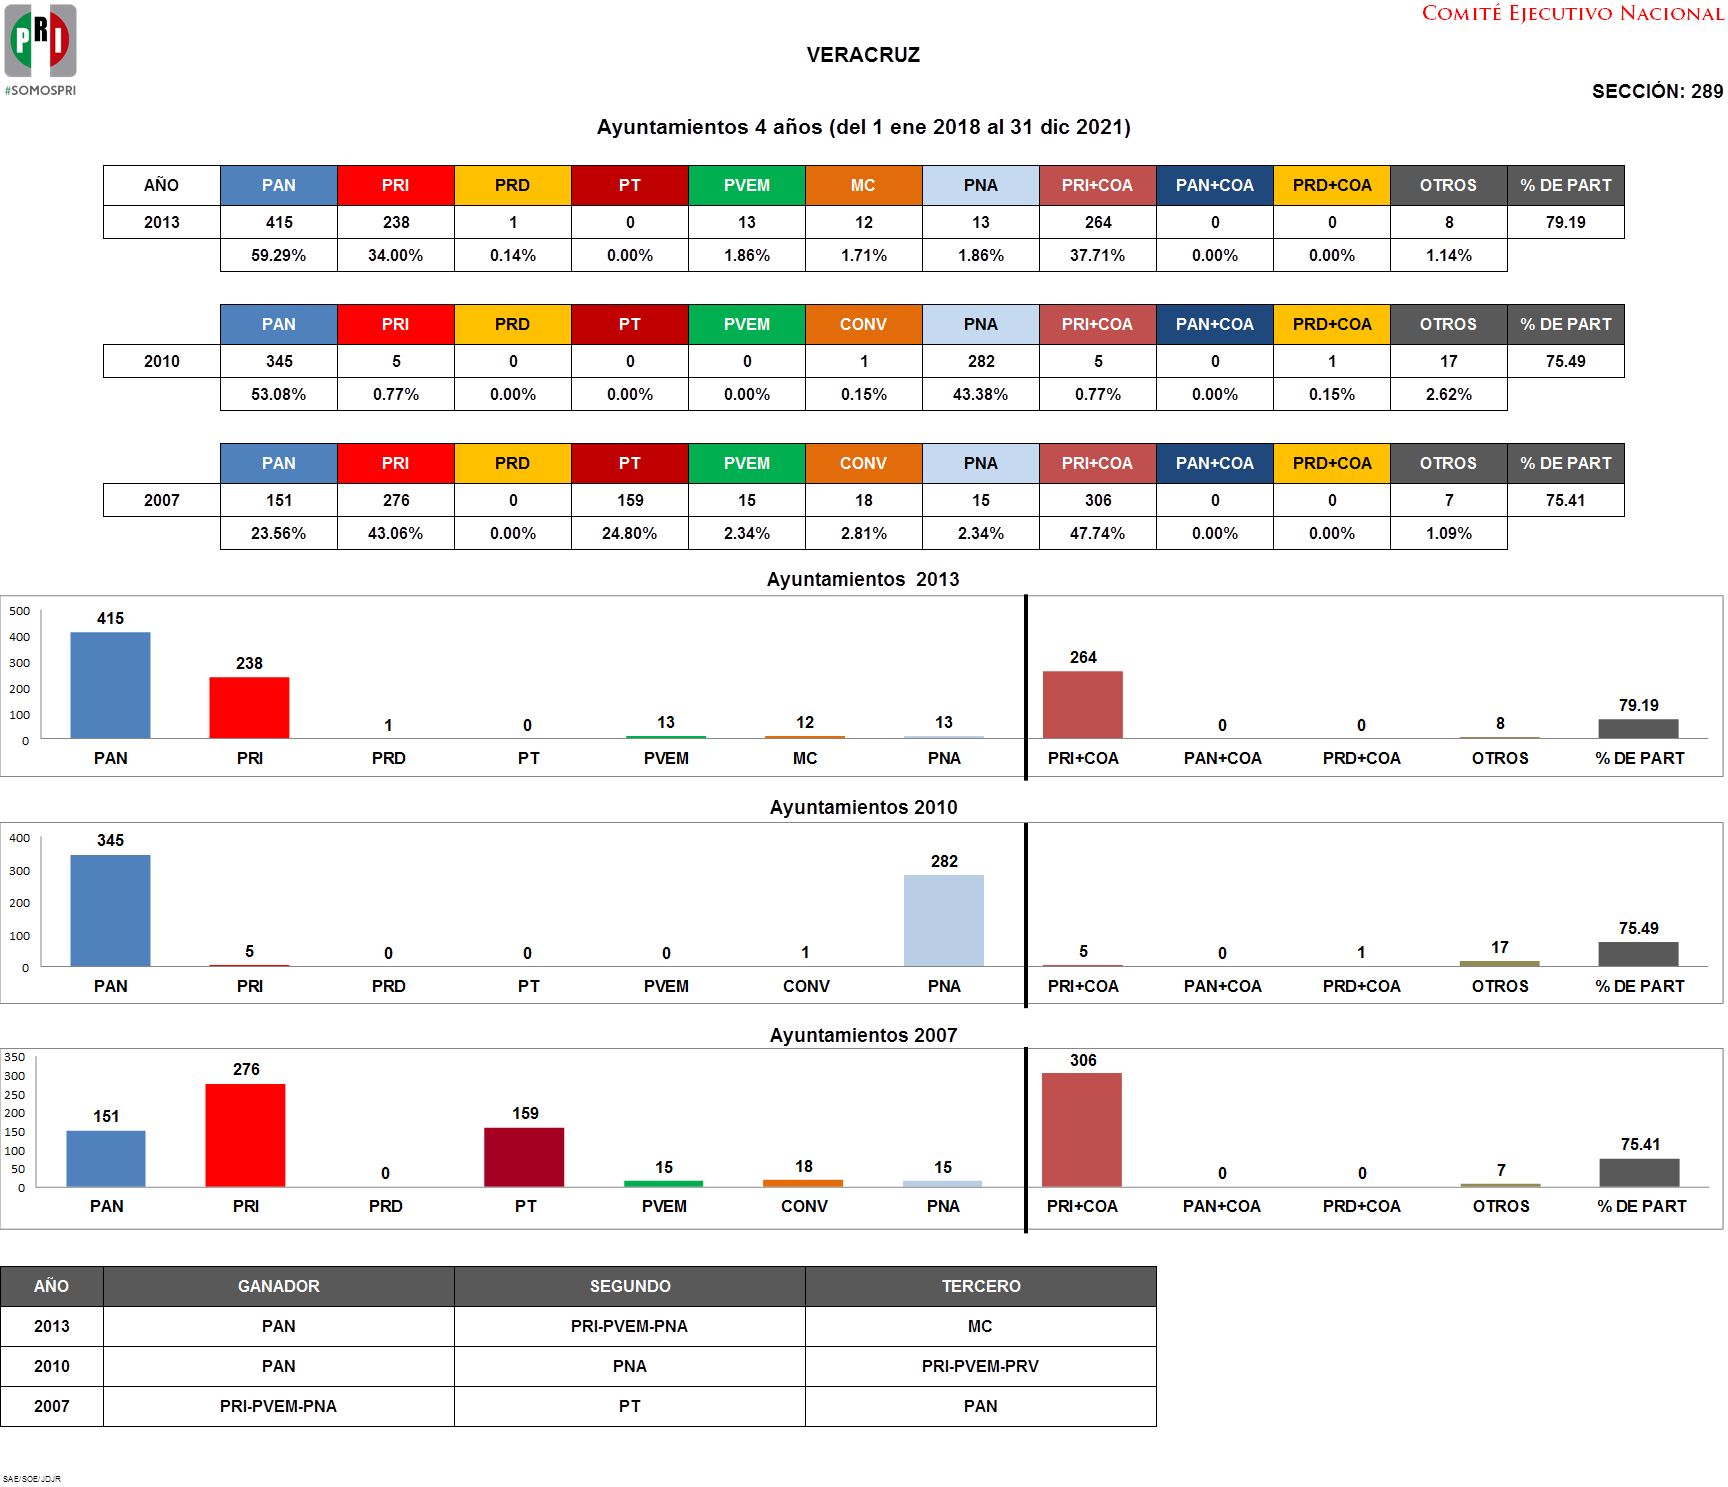 PRI
#SOMOSPRI
COMITÉ EJECUTIVO NACIONAL
VERACRUZ
SECCIÓN: 289
Ayuntamientos 4 años (del 1 ene 2018 al 31 dic 2021)
AÑO PAN PRI PRD PT PVEM MC PNA PRI+COA PAN+COA PRD+COA OTROS % DE PART
2013 415 238 1 0 13 12 13 264 0 0 8 79.19
59.29% 34.00% 0.14% 0.00% 1.86% 1.71% 1.86% 37.71% 0.00% 0.00% 1.14%
PAN PRI PRD PT PVEM CONV PNA PRI+COA PAN+COA PRD+COA OTROS % DE PART
2010 345 5 0 0 0 1 282 5 0 1 17 75.49
53.08% 0.77% 0.00% 0.00% 0.00% 0.15% 43.38% 0.77% 0.00% 0.15% 2.62%
PAN PRI PRD PT PVEM CONV PNA PRI+COA PAN+COA PRD+COA OTROS % DE PART
2007 151 276 0 159 15 18 15 306 0 0 7 75.41
23.56% 43.06% 0.00% 24.80% 2.34% 2.81% 2.34% 47.74% 0.00% 0.00% 1.09%
Ayuntamientos 2013
500
400
300
200
100
0
415 238 1 0 13 12 13 264 0 0 8 79.19
PAN PRI PRD PT PVEM MC PNA PRI+COA PAN+COA PRD+COA OTROS % DE PART
Ayuntamientos 2010
400
300
200
100
0
345 5 0 0 0 1 282 5 0 1 17 75.49
PAN PRI PRD PT PVEM CONV PNA PRI+COA PAN+COA PRD+COA OTROS % DE PART
Ayuntamientos 2007
350
300
250
200
150
100
50
0
151 276 0 159 15 18 15 306 0 0 7 75.41
PAN PRI PRD PT PVEM CONV PNA PRI+COA PAN+COA PRD+COA OTROS % DE PART
AÑO GANADOR SEGUNDO TERCERO
2013 PAN PRI-PVEM-PNA MC
2010 PAN PNA PRI-PVEM-PRV
2007 PRI-PVEM-PNA PT PAN
SAE/SOE/JDJR